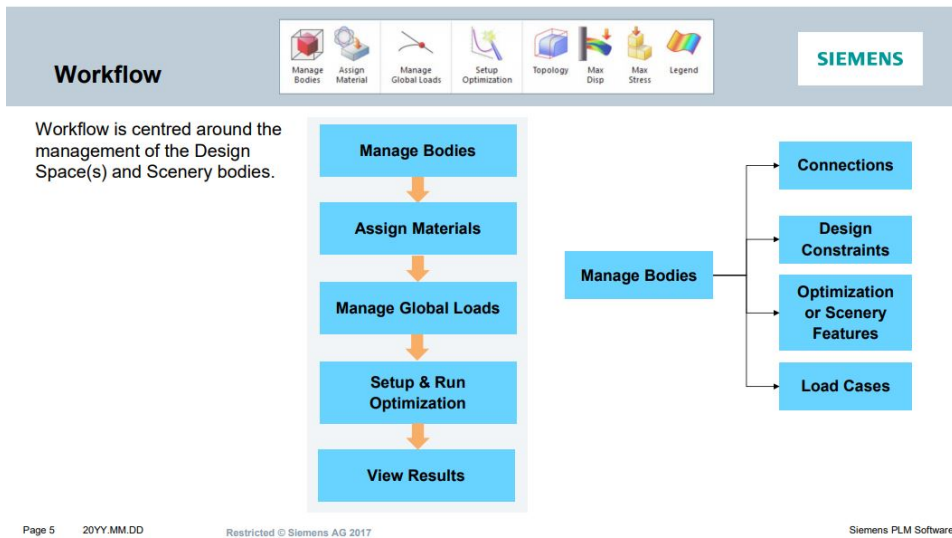 Workflow
Manage
Bodies
Assign
Material
Manage
Global Loads
Setup
Optimization
Topology
Max
Disp
Max
Stress
Legend
SIEMENS
Workflow is centred around the
management of the Design
Space(s) and Scenery bodies.
Manage Bodies
Assign Materials
Manage Global Loads
Setup & Run
Optimization
View Results
Manage Bodies
Connections
Design
Constraints
Optimization
or Scenery
Features
Load Cases
Page 5 20YY.MM.DD Restricted © Siemens AG 2017 Siemens PLM Software